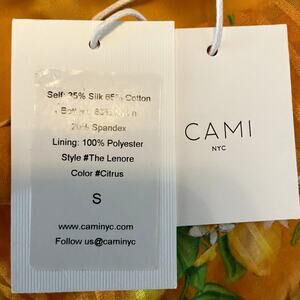 Self: 35% Silk 65% Cotton
20% Spandex
Lining: 100% Polyester
Style #The Lenore
Color #Citrus
S
www.caminyc.com
Follow us@caminyc
CAMI
NYC